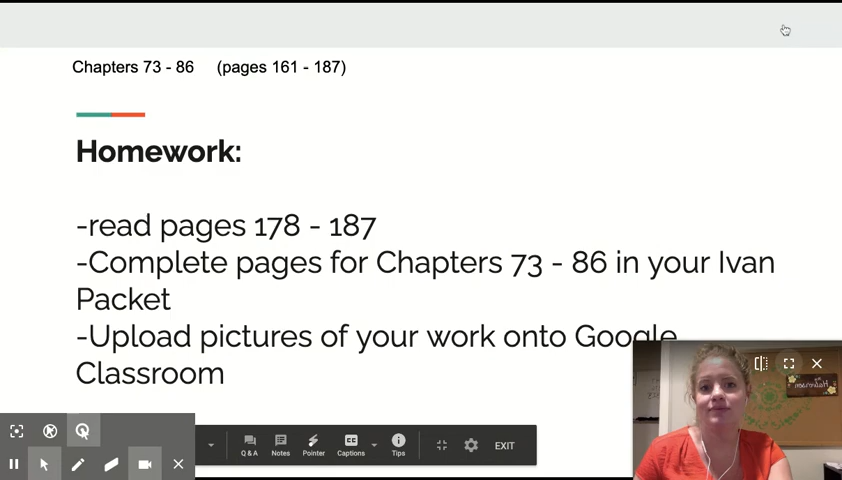 Chapters 73 - 86 (pages 161 - 187)
Homework:
-read pages 178 - 187
-Complete pages for Chapters 73 - 86 in your Ivan
Packet
-Upload pictures of your work onto Google
Classroom
Q & A Notes Pointer Captions Tips EXIT